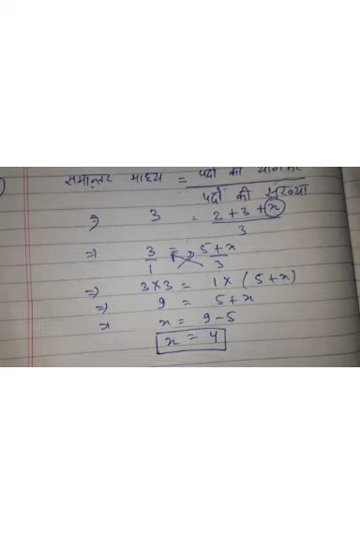 समान्तर माध्य = पदों का योगफल / पदों की संख्या
⇒ 3 = (2 + 3 + x) / 3
⇒ 3/1 = (5 + x) / 3
⇒ 3 × 3 = 1 × (5 + x)
⇒ 9 = 5 + x
⇒ x = 9 - 5
x = 4